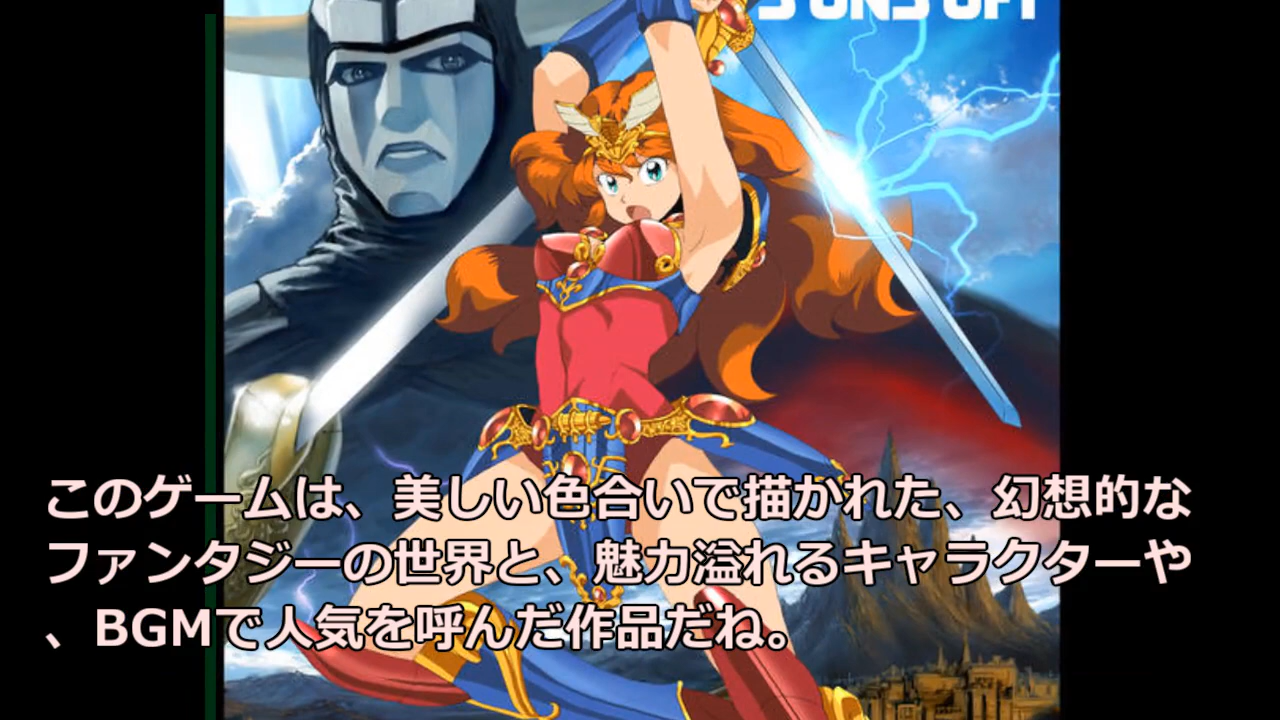 このゲームは、美しい色合いで描かれた、幻想的な
ファンタジーの世界と、魅力溢れるキャラクターや
、BGMで人気を呼んだ作品だね。